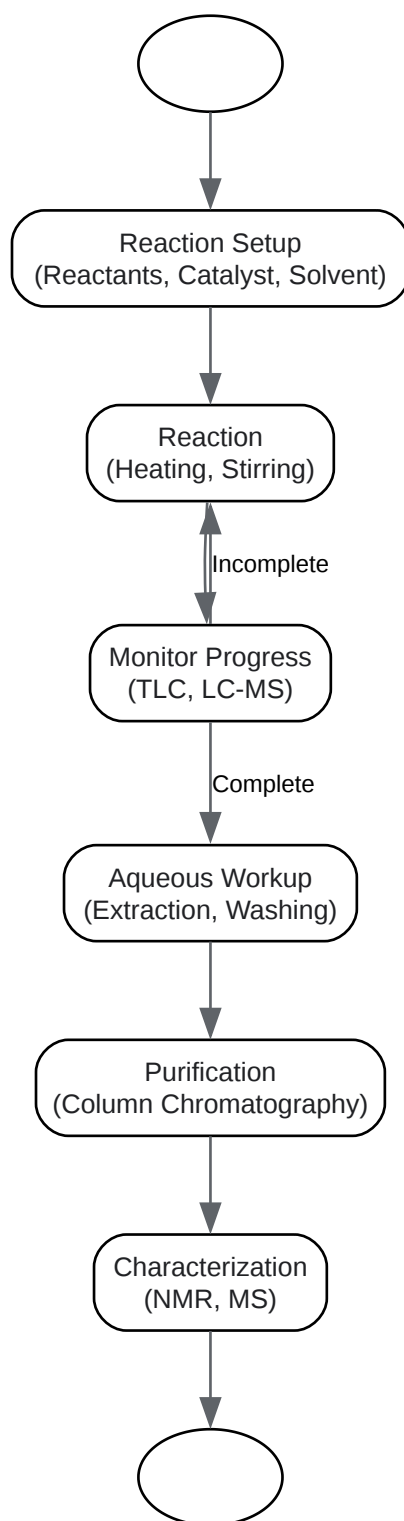 Reaction Setup
(Reactants, Catalyst, Solvent)
Reaction
(Heating, Stirring)
Incomplete
Monitor Progress
(TLC, LC-MS)
Complete
Aqueous Workup
(Extraction, Washing)
Purification
(Column Chromatography)
Characterization
(NMR, MS)